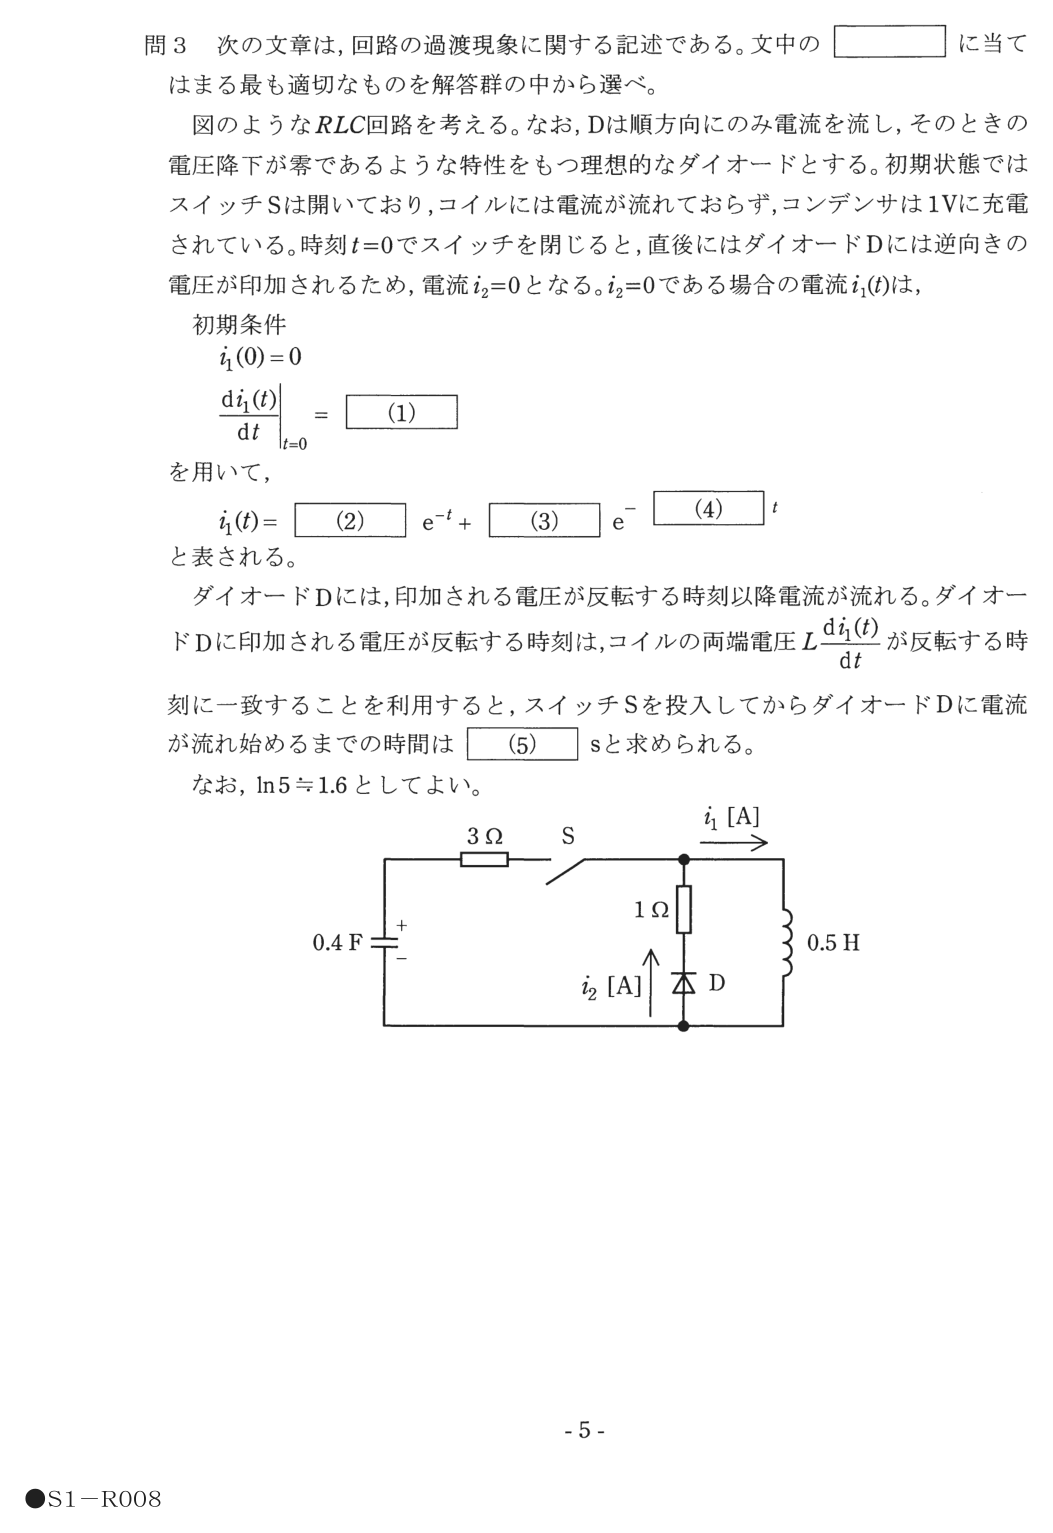 問3　次の文章は,回路の過渡現象に関する記述である。文中の　　　に当て
はまる最も適切なものを解答群の中から選べ。
図のようなRLC回路を考える。なお, Dは順方向にのみ電流を流し,そのときの
電圧降下が零であるような特性をもつ理想的なダイオードとする。初期状態では
スイッチSは開いており,コイルには電流が流れておらず,コンデンサは1Vに充電
されている。時刻t=0でスイッチを閉じると,直後にはダイオードDには逆向きの
電圧が印加されるため,電流i₂=0となる。i₂=0である場合の電流i₁(t)は,
初期条件
i₁(0)=0
di₁(t)/dt|t=0 = (1)
を用いて,
i₁(t)= (2) e^-t + (3) e^- (4) t
と表される。
ダイオードDには,印加される電圧が反転する時刻以降電流が流れる。ダイオー
ドDに印加される電圧が反転する時刻は,コイルの両端電圧L di₁(t)/dt が反転する時
刻に一致することを利用すると,スイッチSを投入してからダイオードDに電流
が流れ始めるまでの時間は (5) sと求められる。
なお, ln5≒1.6としてよい。
i₁ [A]
3Ω S
1Ω
0.4 F + − 0.5 H
i₂ [A] D
- 5 -
●S1－R008